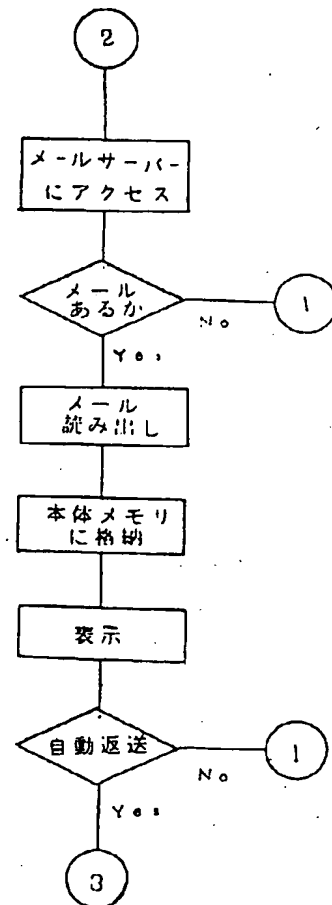 2
メールサーバー
にアクセス
メール
あるか
1
No
Yes
メール
読み出し
本体メモリ
に格納
表示
自動返送
1
No
Yes
3